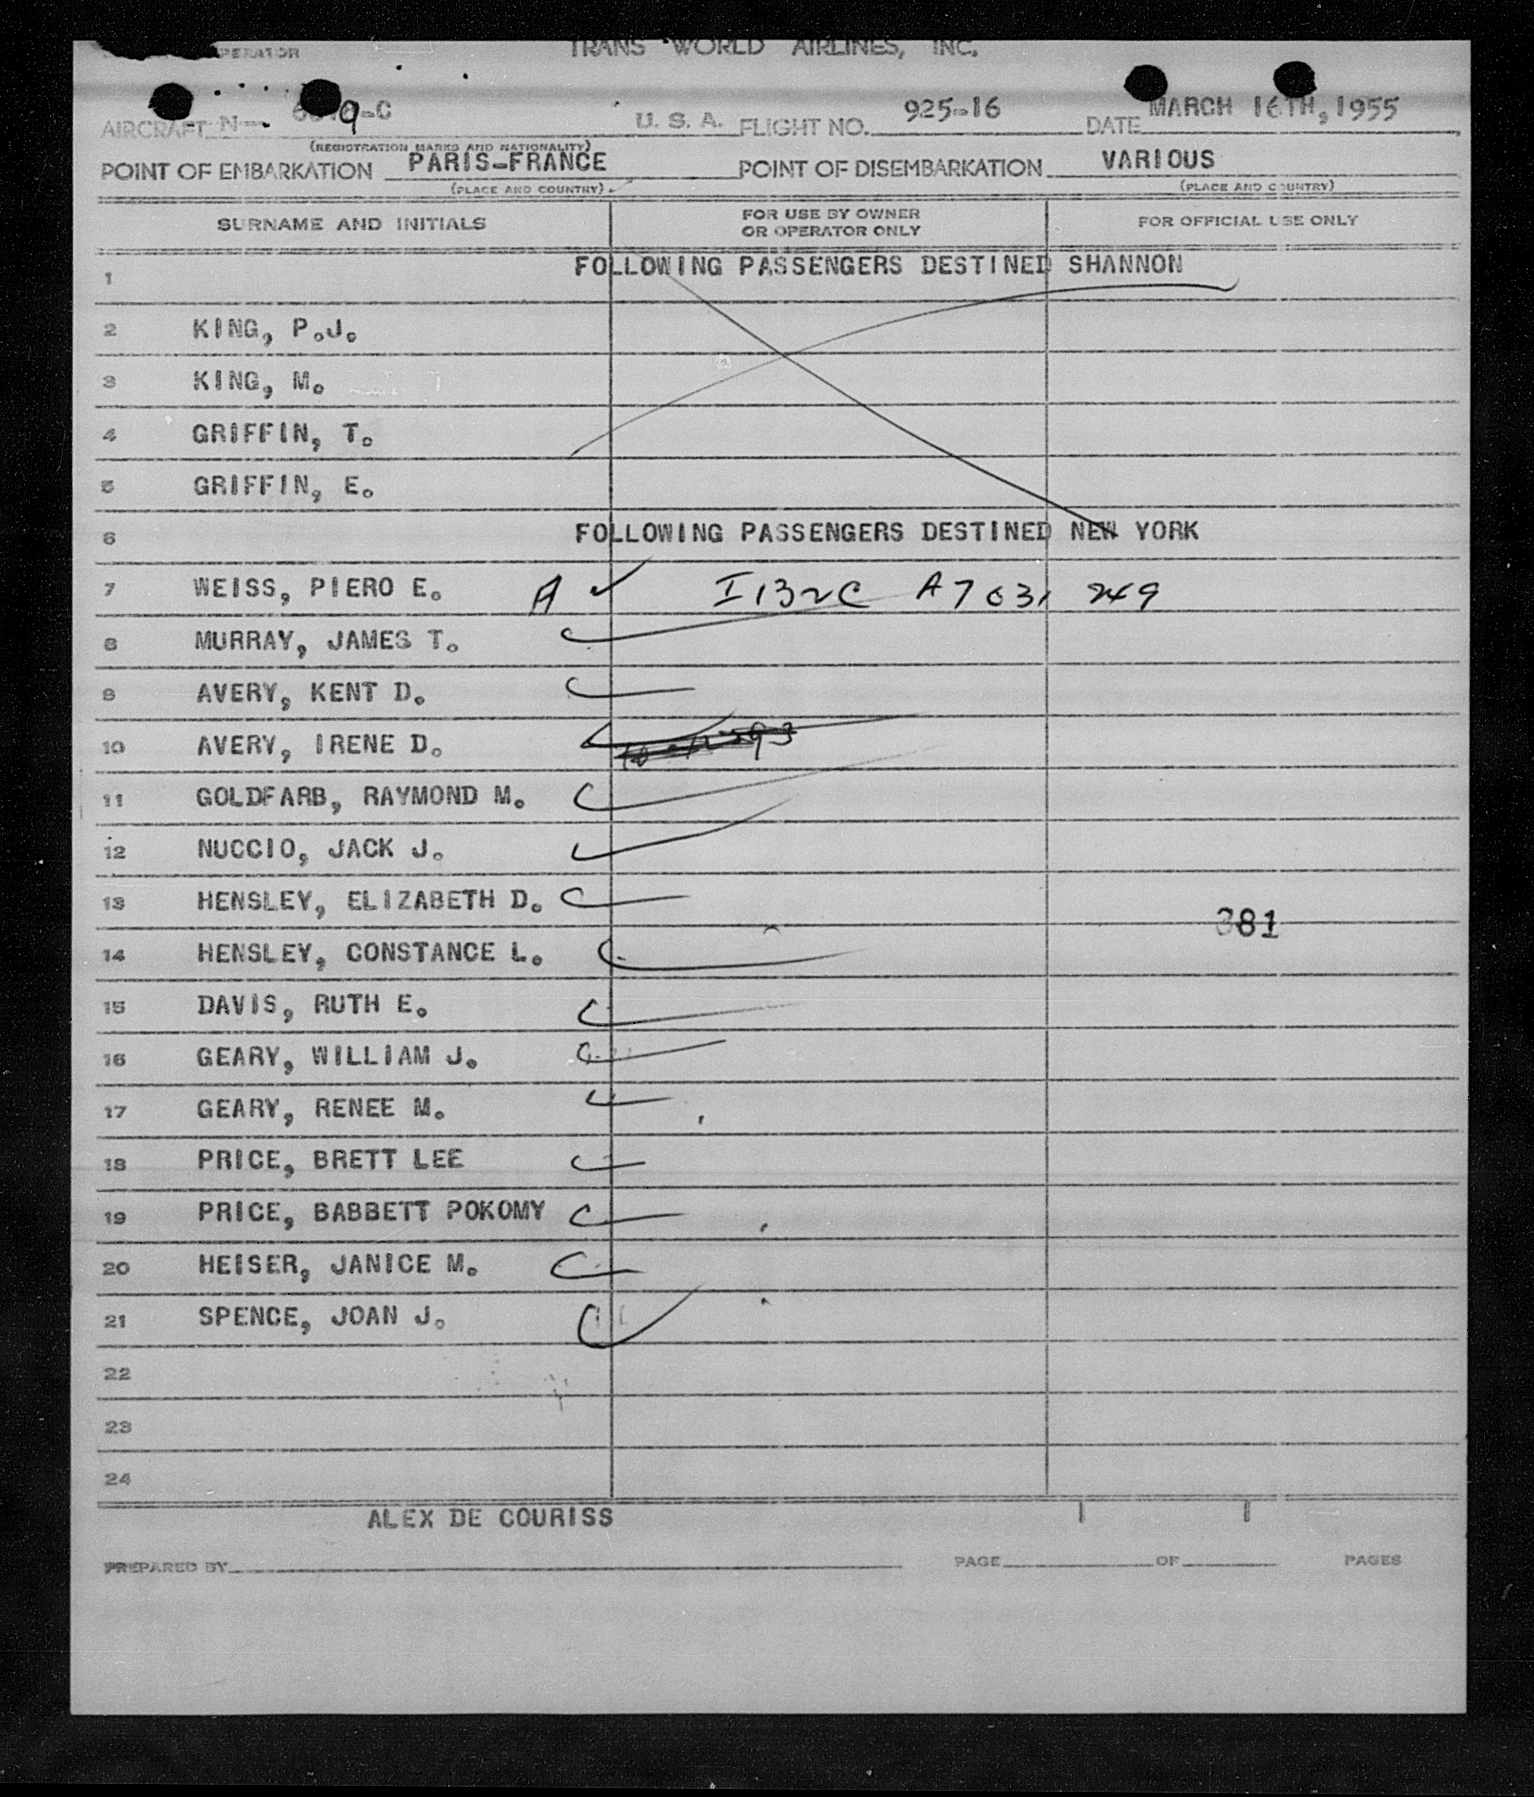 OPERATOR TRANS WORLD AIRLINES, INC.
AIRCRAFT N- 9-C U. S. A. FLIGHT NO. 925-16 DATE MARCH 16TH, 1955
(REGISTRATION MARKS AND NATIONALITY)
POINT OF EMBARKATION PARIS-FRANCE POINT OF DISEMBARKATION VARIOUS
(PLACE AND COUNTRY) (PLACE AND COUNTRY)
SURNAME AND INITIALS FOR USE BY OWNER OR OPERATOR ONLY FOR OFFICIAL USE ONLY
1 FOLLOWING PASSENGERS DESTINED SHANNON
2 KING, P.J.
3 KING, M.
4 GRIFFIN, T.
5 GRIFFIN, E.
6 FOLLOWING PASSENGERS DESTINED NEW YORK
7 WEISS, PIERO E. A I132C A7 031 249
8 MURRAY, JAMES T.
9 AVERY, KENT D.
10 AVERY, IRENE D.
11 GOLDFARB, RAYMOND M.
12 NUCCIO, JACK J.
13 HENSLEY, ELIZABETH D.
381
14 HENSLEY, CONSTANCE L.
15 DAVIS, RUTH E.
16 GEARY, WILLIAM J.
17 GEARY, RENEE M.
18 PRICE, BRETT LEE
19 PRICE, BABBETT POKOMY
20 HEISER, JANICE M.
21 SPENCE, JOAN J.
22
23
24
ALEX DE COURISS
PREPARED BY PAGE OF PAGES